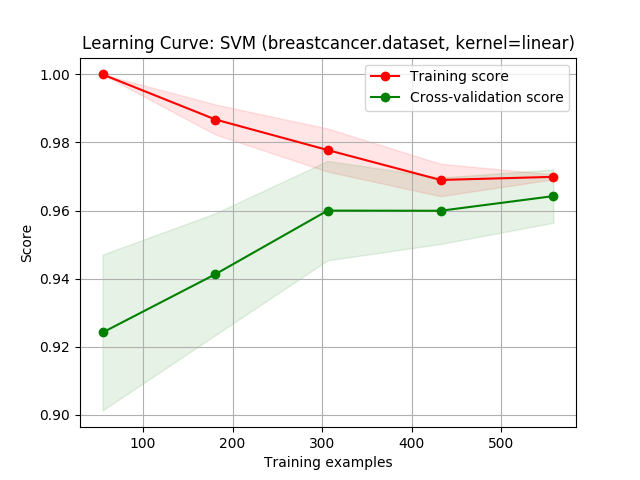 Learning Curve: SVM (breastcancer.dataset, kernel=linear)
Training score
Cross-validation score
1.00
0.98
0.96
0.94
0.92
0.90
Score
100 200 300 400 500
Training examples